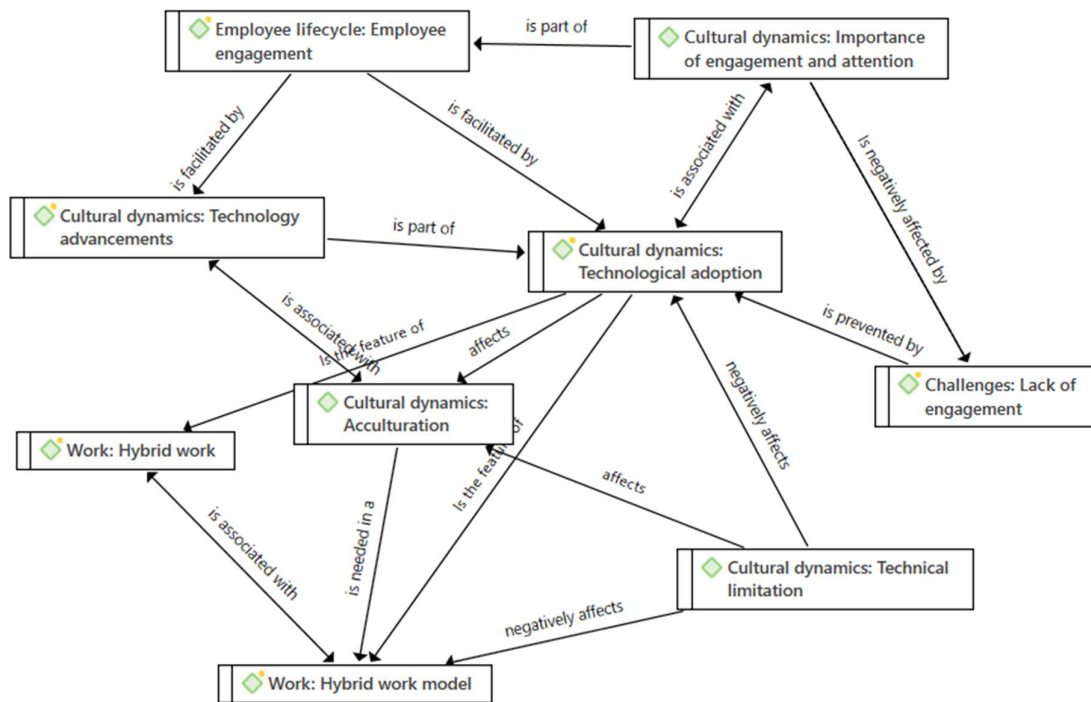 Employee lifecycle: Employee
engagement
is part of
Cultural dynamics: Importance
of engagement and attention
is facilitated by
is facilitated by
is associated with
Is negatively affected by
Cultural dynamics: Technology
advancements
is part of
Cultural dynamics:
Technological adoption
is associated with
Is the feature of
affects
is prevented by
Cultural dynamics:
Acculturation
Challenges: Lack of
engagement
Work: Hybrid work
Is the feature of
negatively affects
affects
is associated with
is needed in a
Cultural dynamics: Technical
limitation
negatively affects
Work: Hybrid work model